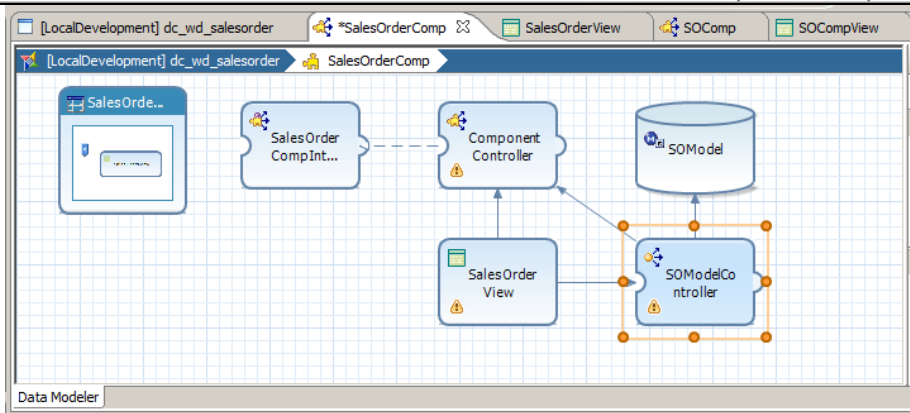 [LocalDevelopment] dc_wd_salesorder *SalesOrderComp SalesOrderView SOComp SOCompView
[LocalDevelopment] dc_wd_salesorder SalesOrderComp
SalesOrde...
SalesOrder
CompInt...
Component
Controller
SOModel
SalesOrder
View
SOModelCo
ntroller
Data Modeler